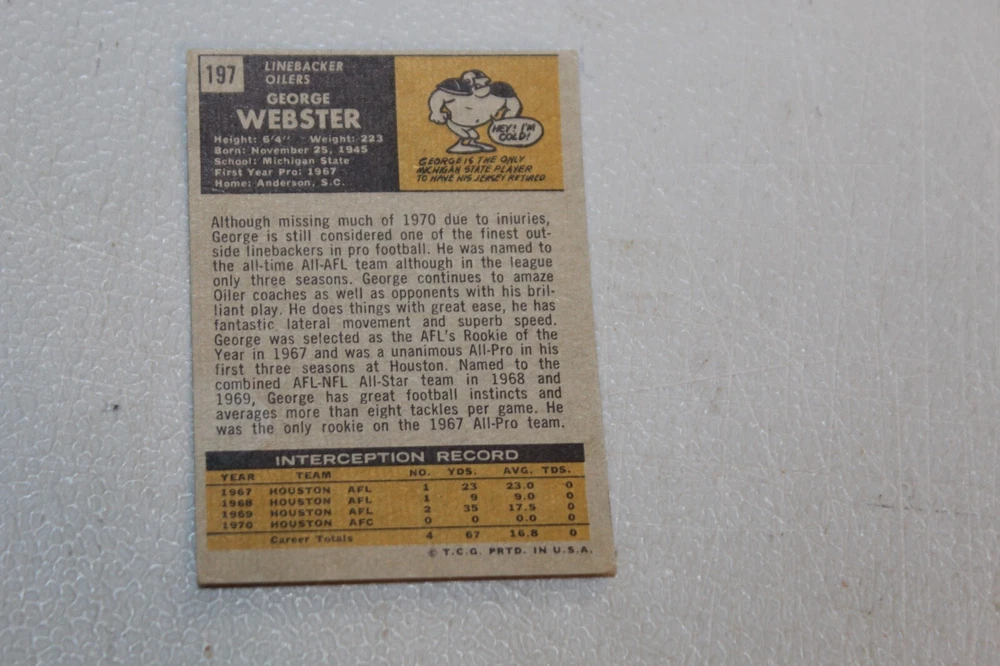 197
LINEBACKER
OILERS
GEORGE
WEBSTER
Height: 6'4" Weight: 223
Born: November 25, 1945
School: Michigan State
First Year Pro: 1967
Home: Anderson, S.C.
HEY! I'M
COLD!
GEORGE IS THE ONLY
MICHIGAN STATE PLAYER
TO HAVE HIS JERSEY RETIRED
Although missing much of 1970 due to injuries,
George is still considered one of the finest out-
side linebackers in pro football. He was named to
the all-time All-AFL team although in the league
only three seasons. George continues to amaze
Oiler coaches as well as opponents with his bril-
liant play. He does things with great ease, he has
fantastic lateral movement and superb speed.
George was selected as the AFL's Rookie of the
Year in 1967 and was a unanimous All-Pro in his
first three seasons at Houston. Named to the
combined AFL-NFL All-Star team in 1968 and
1969, George has great football instincts and
averages more than eight tackles per game. He
was the only rookie on the 1967 All-Pro team.
INTERCEPTION RECORD
YEAR TEAM NO. YDS. AVG. TDS.
1967 HOUSTON AFL 1 23 23.0 0
1968 HOUSTON AFL 1 9 9.0 0
1969 HOUSTON AFL 2 35 17.5 0
1970 HOUSTON AFC 0 0 0.0 0
Career Totals 4 67 16.8 0
© T.C.G. PRTD. IN U.S.A.